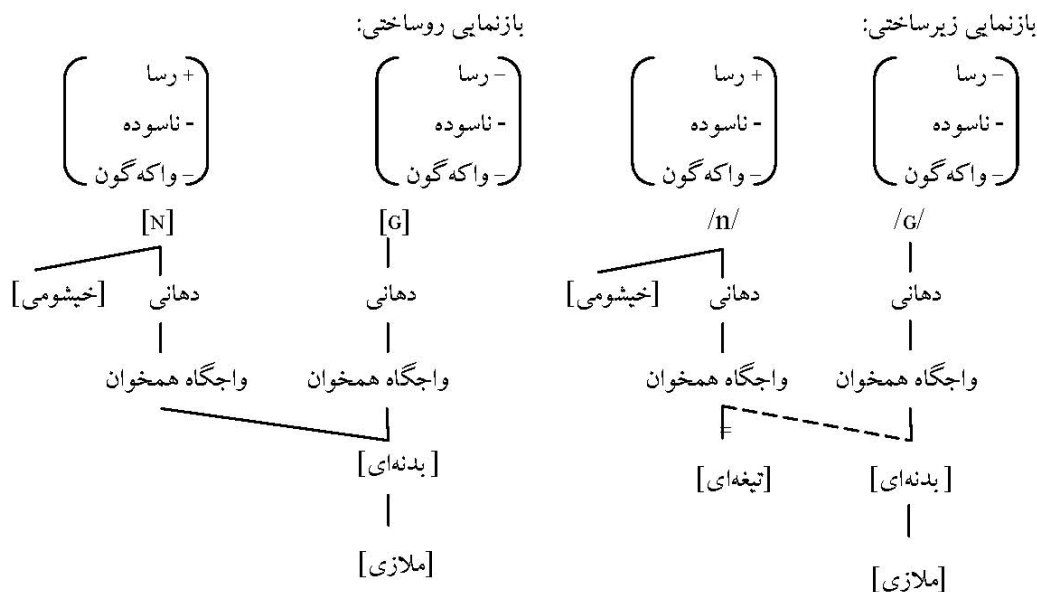 بازنمایی زیرساختی: بازنمایی روساختی:
– رسا + رسا – رسا + رسا
- ناسوده - ناسوده - ناسوده - ناسوده
– واکه‌گون – واکه‌گون – واکه‌گون – واکه‌گون
/G/ /n/ [G] [N]
دهانی دهانی [خیشومی] دهانی دهانی [خیشومی]
واجگاه همخوان واجگاه همخوان واجگاه همخوان واجگاه همخوان
[بدنه‌ای] [تیغه‌ای] [بدنه‌ای]
[ملازی] [ملازی]